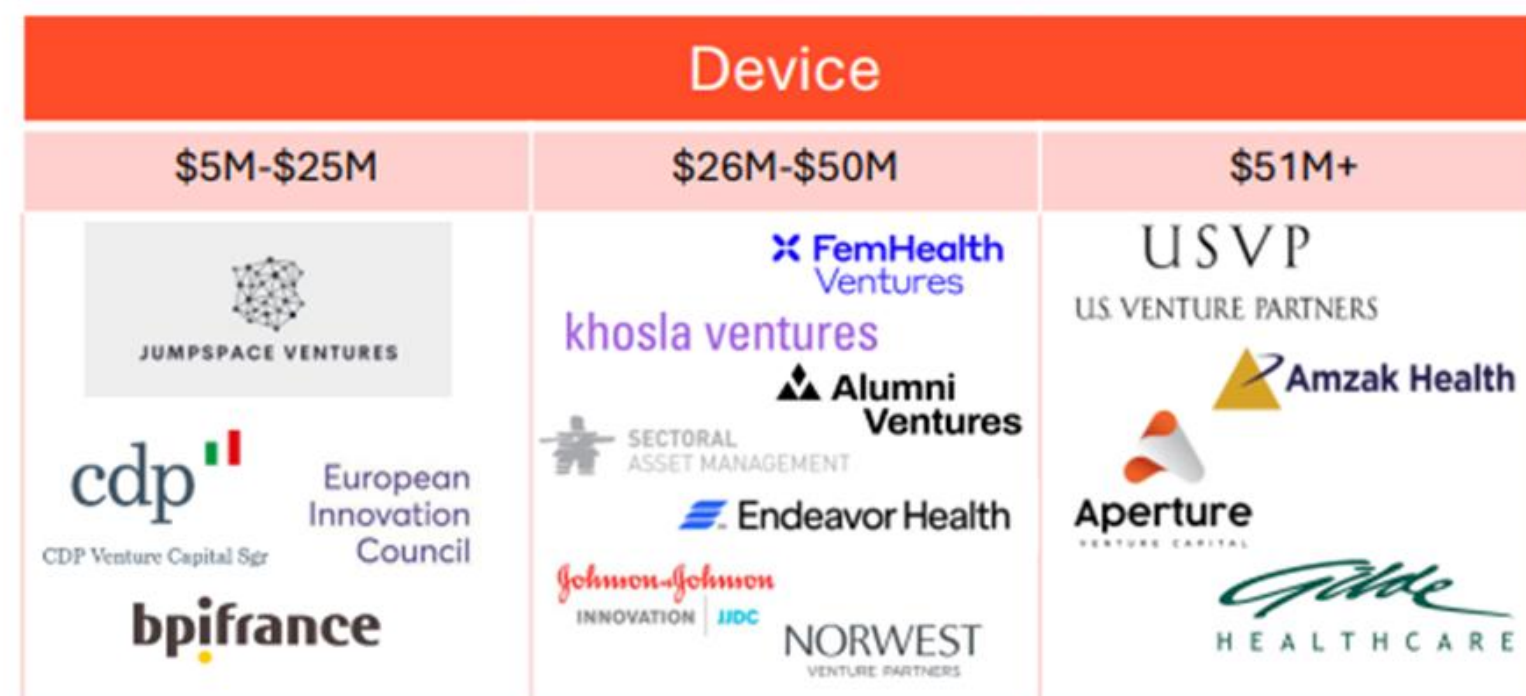 Device
$5M-$25M
$26M-$50M
$51M+
JUMPSPACE VENTURES
cdp
CDP Venture Capital Sgr
European
Innovation
Council
bpifrance
FemHealth
Ventures
khosla ventures
Alumni
Ventures
SECTORAL
ASSET MANAGEMENT
Endeavor Health
Johnson & Johnson
INNOVATION | JJDC
NORWEST
VENTURE PARTNERS
USVP
U.S. VENTURE PARTNERS
Amzak Health
Aperture
VENTURE CAPITAL
Gilde
HEALTHCARE